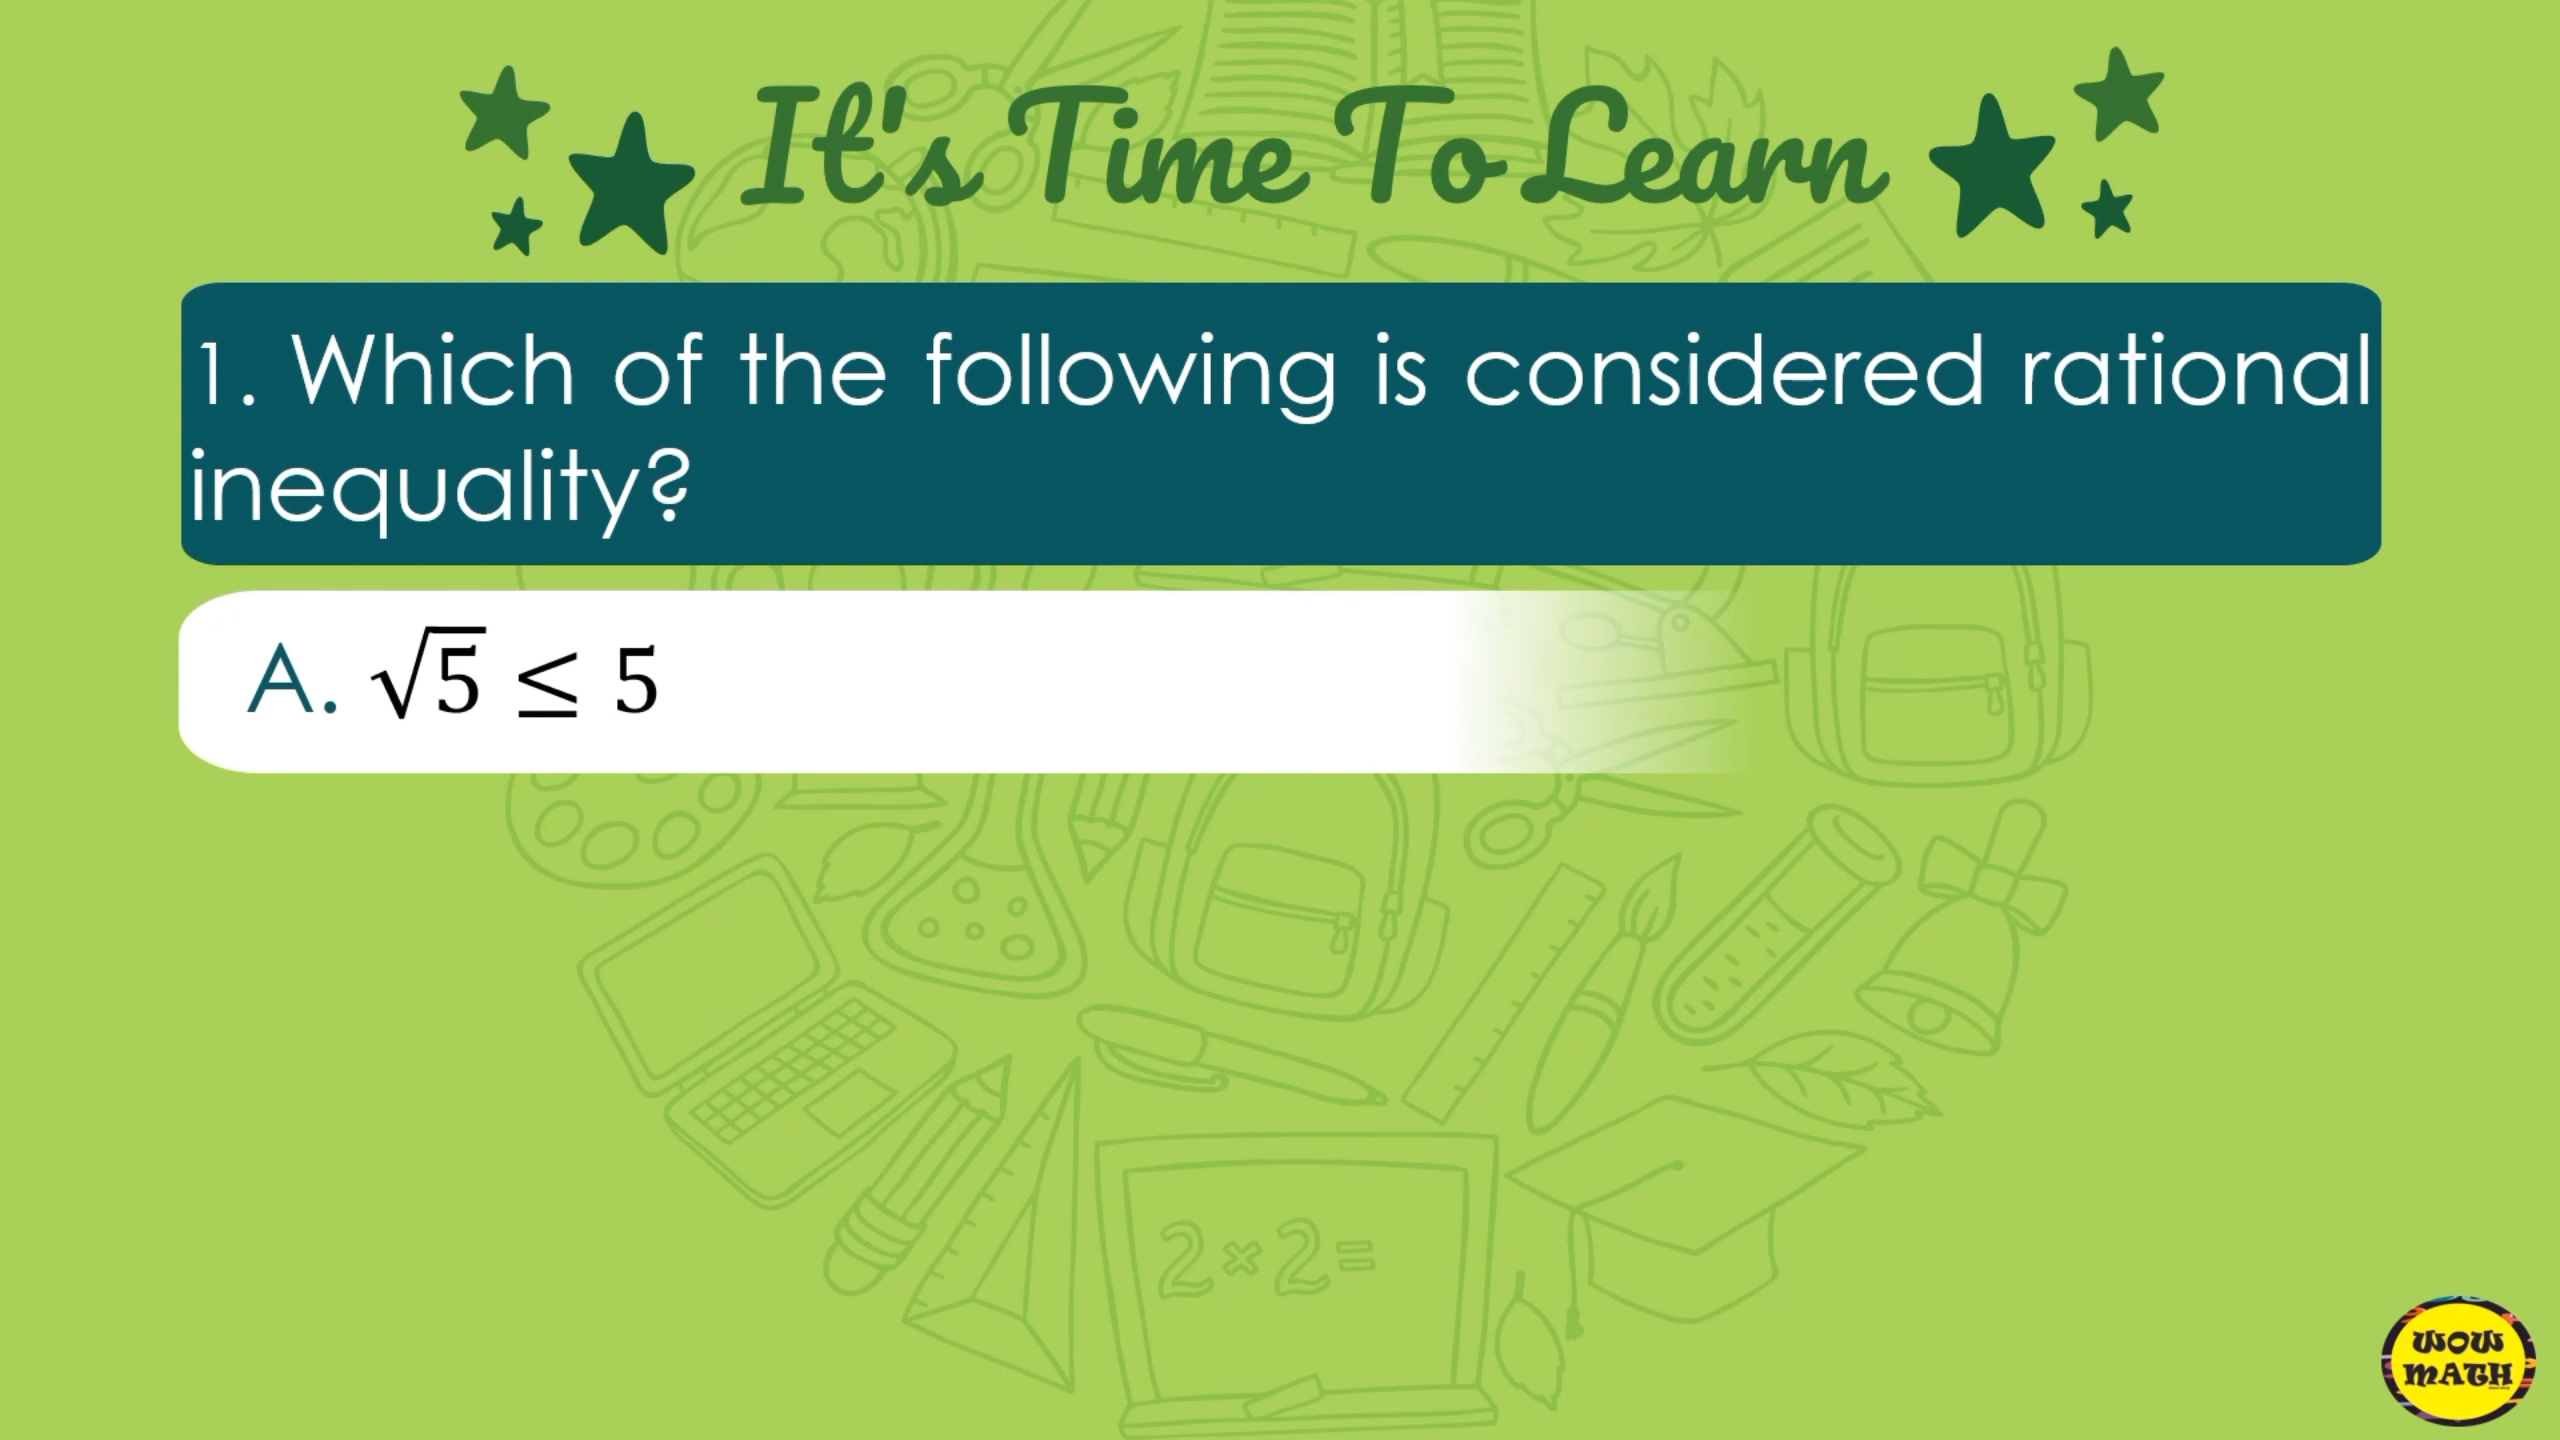 It's Time To Learn
1. Which of the following is considered rational
inequality?
A. √5 ≤ 5
2×2=
WOW
MATH